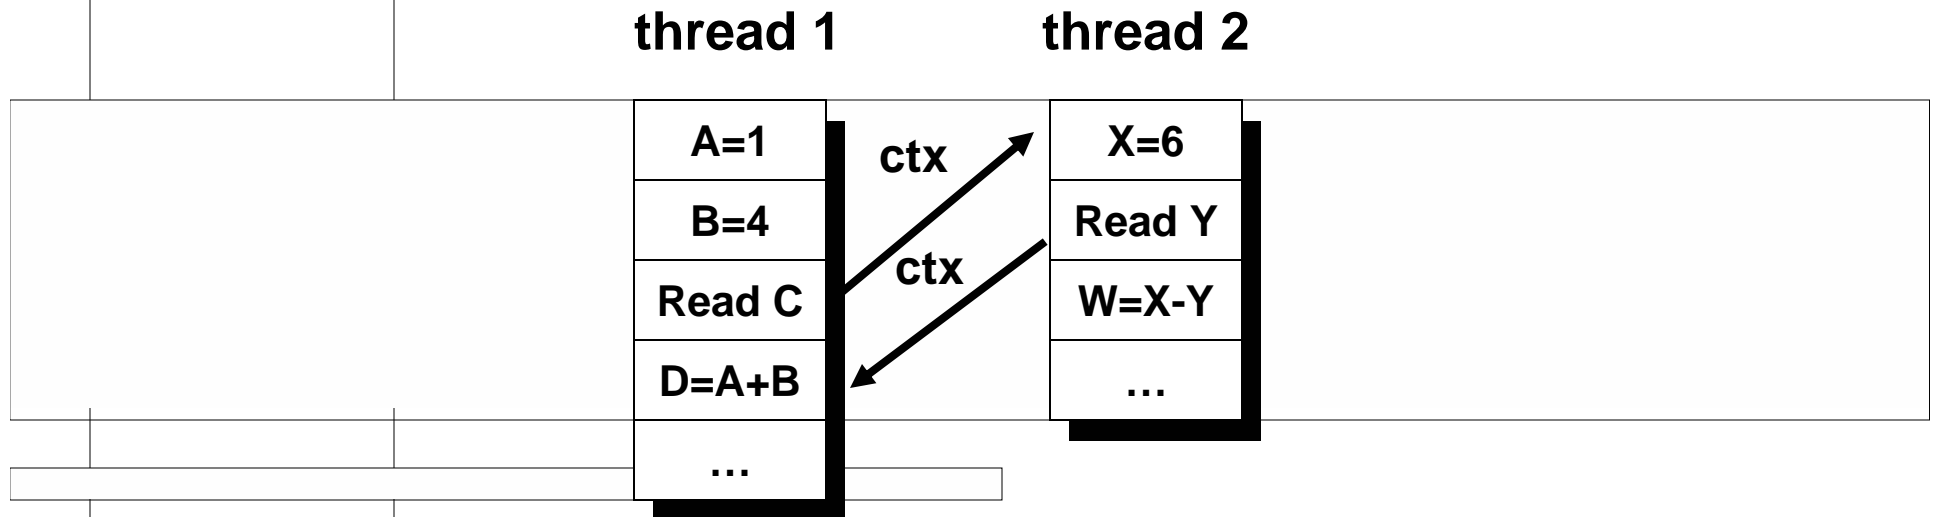 thread 1
thread 2
A=1
B=4
Read C
D=A+B
...
ctx
ctx
X=6
Read Y
W=X-Y
...